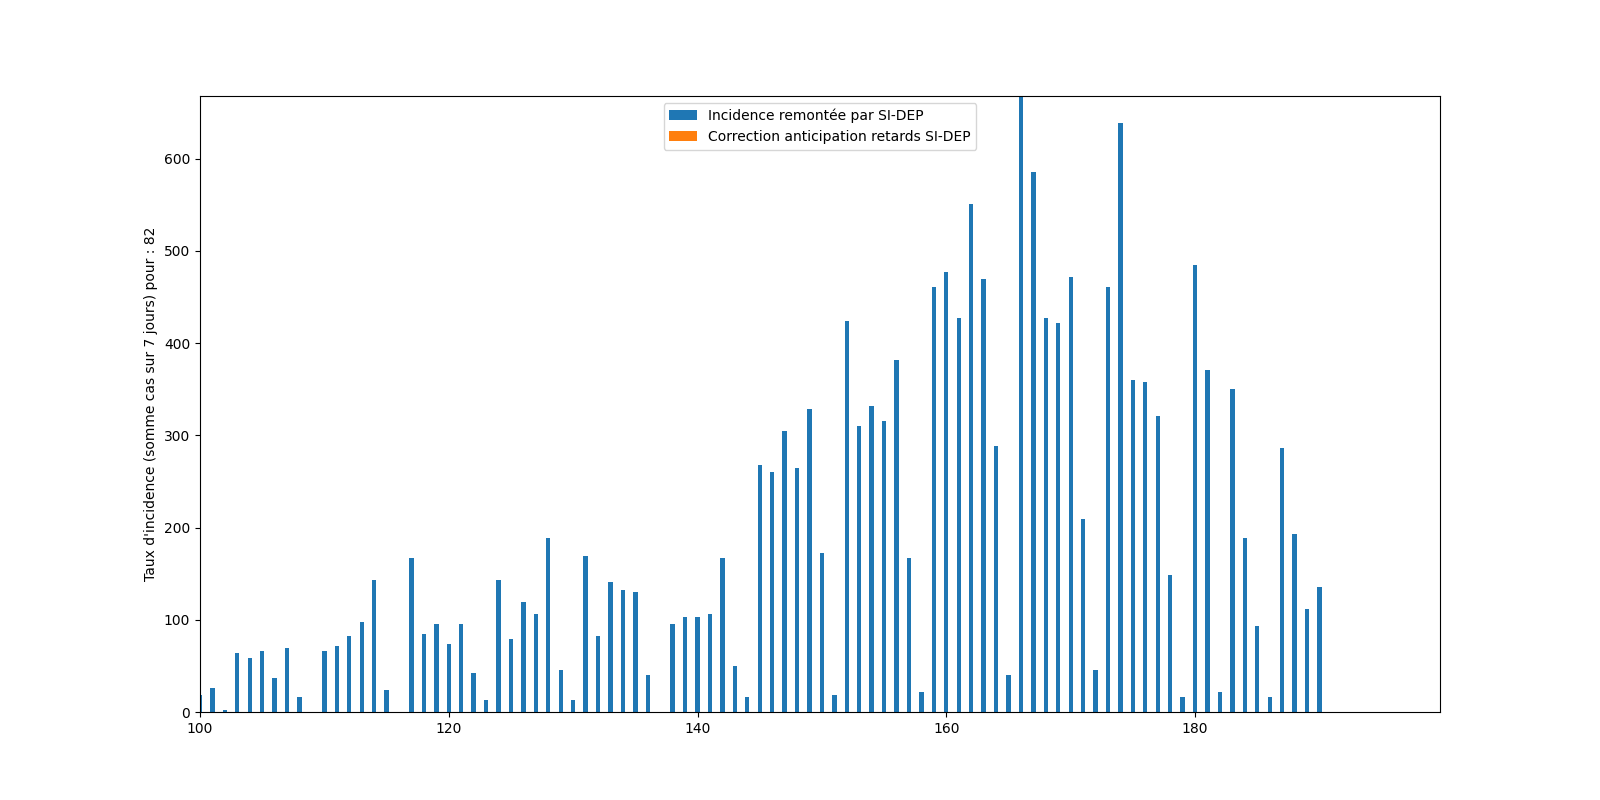 Incidence remontée par SI-DEP
Correction anticipation retards SI-DEP
Taux d'incidence (somme cas sur 7 jours) pour : 82
600
500
400
300
200
100
0
100 120 140 160 180